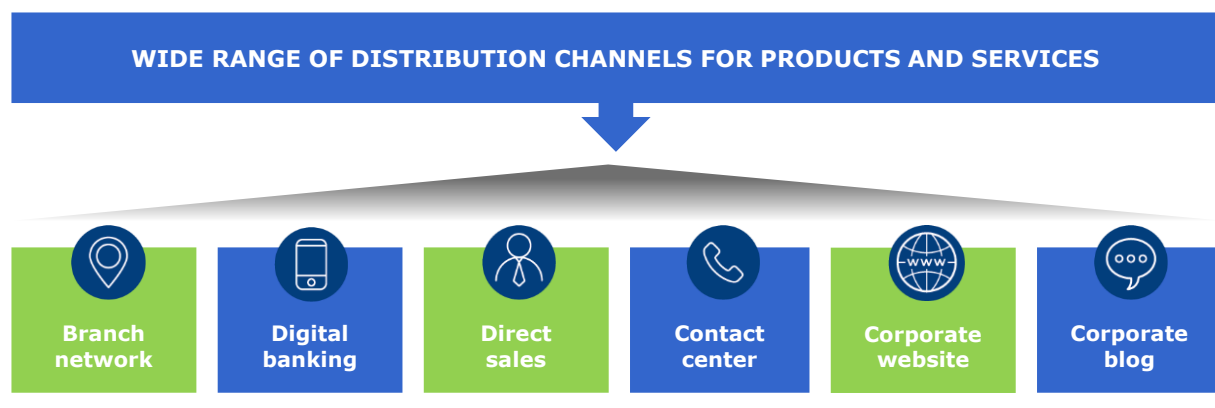 WIDE RANGE OF DISTRIBUTION CHANNELS FOR PRODUCTS AND SERVICES
Branch
network
Digital
banking
Direct
sales
Contact
center
www
Corporate
website
Corporate
blog